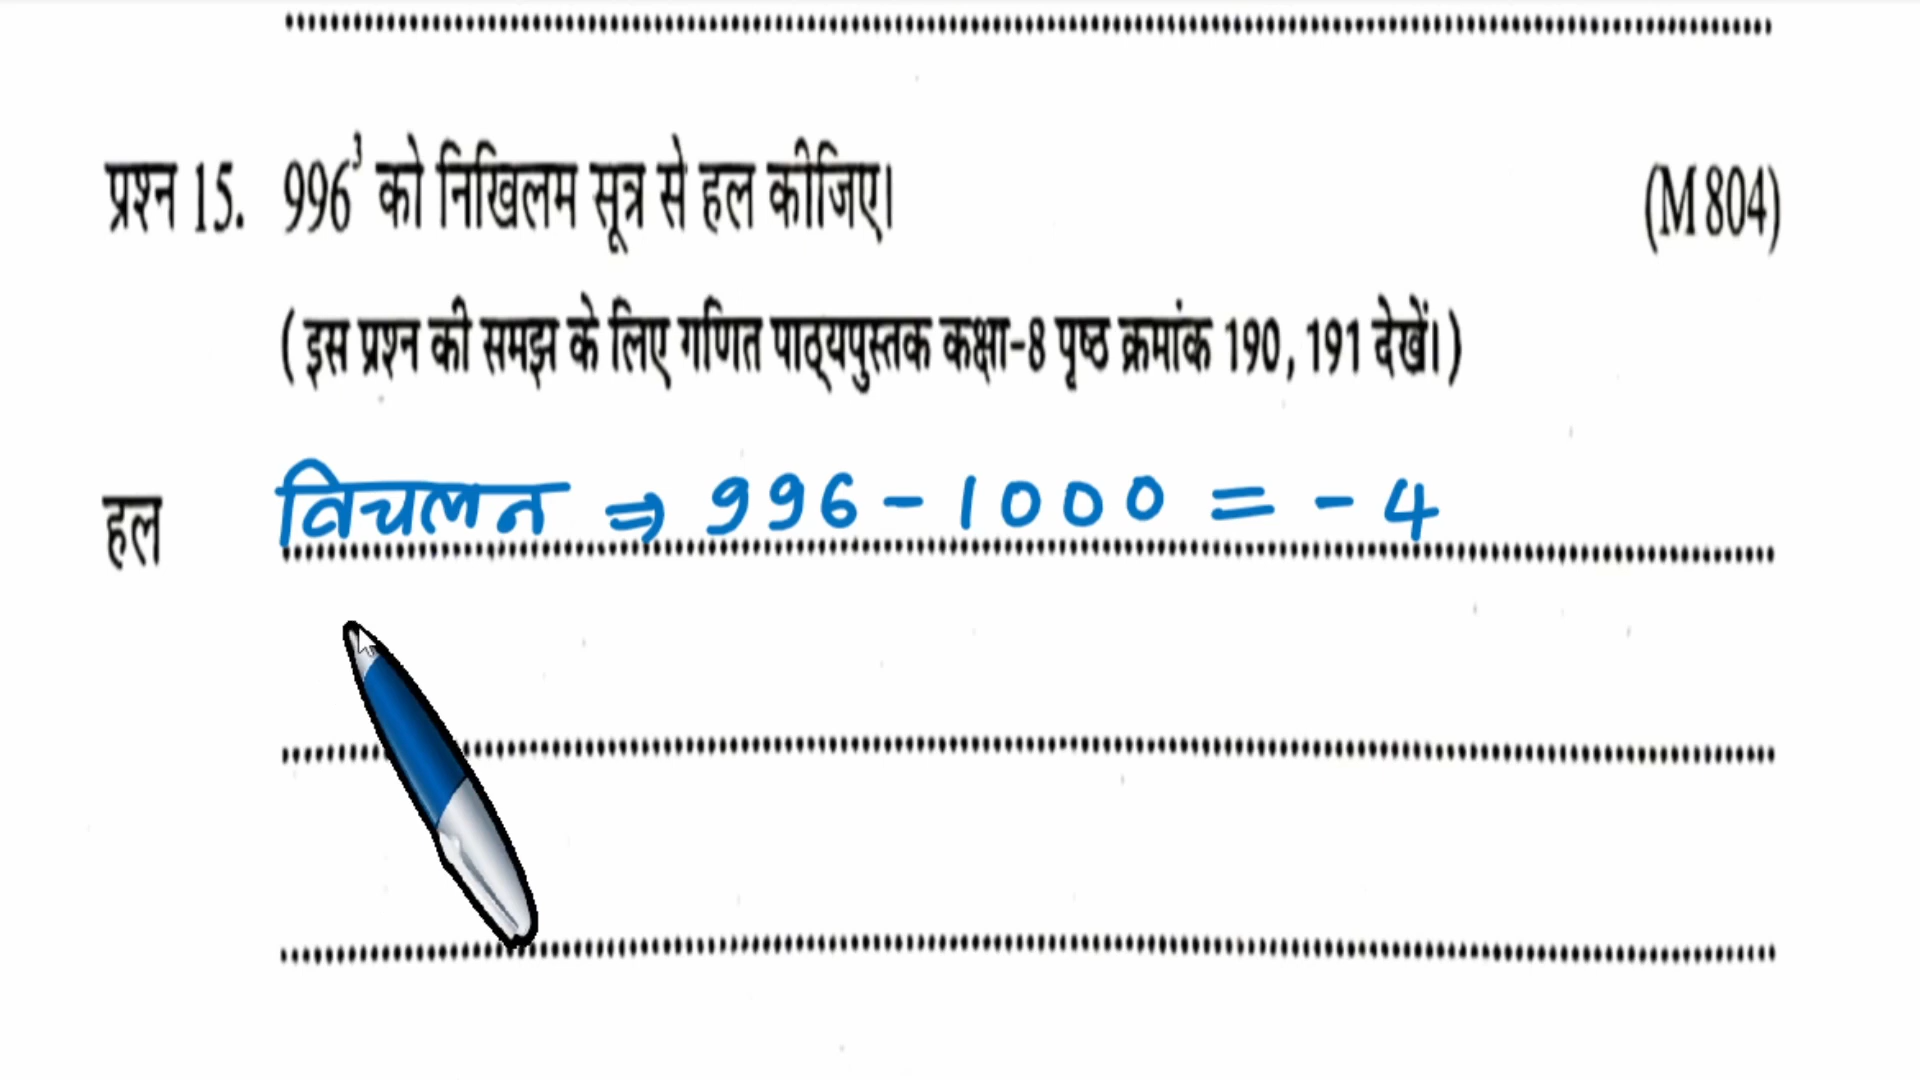 प्रश्न 15. 996³ को निखिलम सूत्र से हल कीजिए। (M 804)
( इस प्रश्न की समझ के लिए गणित पाठ्यपुस्तक कक्षा-8 पृष्ठ क्रमांक 190, 191 देखें। )
हल विचलन ⇒ 996 - 1000 = - 4